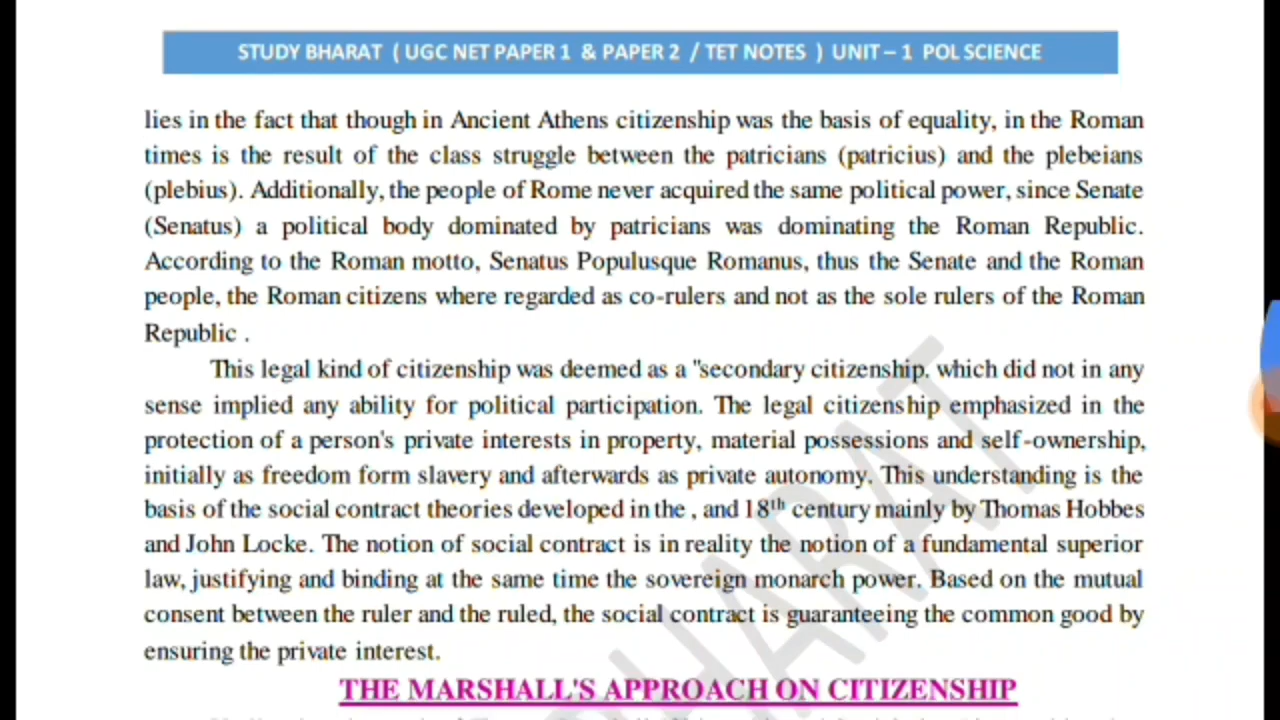 STUDY BHARAT ( UGC NET PAPER 1 & PAPER 2 / TET NOTES ) UNIT – 1 POL SCIENCE
lies in the fact that though in Ancient Athens citizenship was the basis of equality, in the Roman
times is the result of the class struggle between the patricians (patricius) and the plebeians
(plebius). Additionally, the people of Rome never acquired the same political power, since Senate
(Senatus) a political body dominated by patricians was dominating the Roman Republic.
According to the Roman motto, Senatus Populusque Romanus, thus the Senate and the Roman
people, the Roman citizens where regarded as co-rulers and not as the sole rulers of the Roman
Republic .
This legal kind of citizenship was deemed as a "secondary citizenship. which did not in any
sense implied any ability for political participation. The legal citizenship emphasized in the
protection of a person's private interests in property, material possessions and self-ownership,
initially as freedom form slavery and afterwards as private autonomy. This understanding is the
basis of the social contract theories developed in the , and 18th century mainly by Thomas Hobbes
and John Locke. The notion of social contract is in reality the notion of a fundamental superior
law, justifying and binding at the same time the sovereign monarch power. Based on the mutual
consent between the ruler and the ruled, the social contract is guaranteeing the common good by
ensuring the private interest.
THE MARSHALL'S APPROACH ON CITIZENSHIP